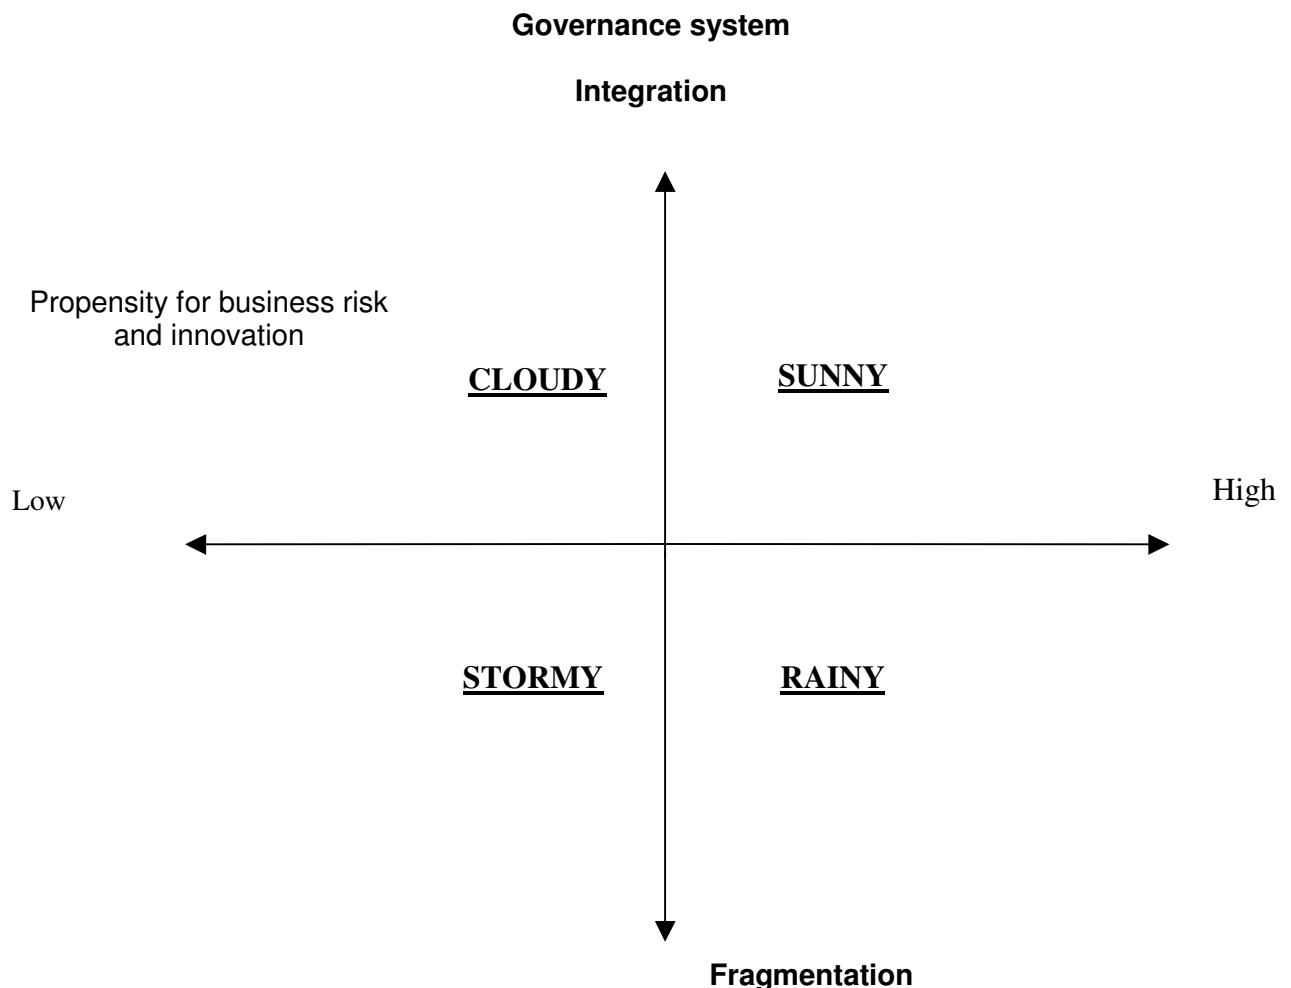 Governance system
Integration
Propensity for business risk
and innovation
CLOUDY
SUNNY
Low
High
STORMY
RAINY
Fragmentation